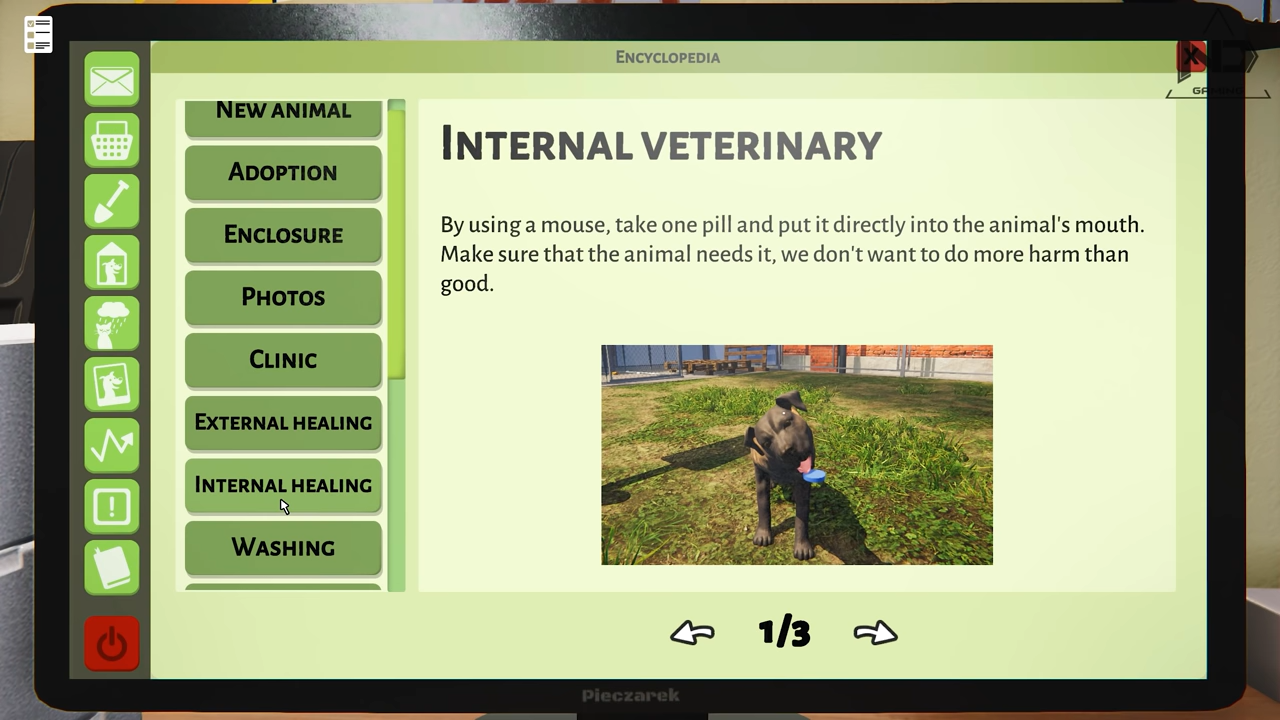 ENCYCLOPEDIA
X
GAMING
NEW ANIMAL
ADOPTION
ENCLOSURE
PHOTOS
CLINIC
EXTERNAL HEALING
INTERNAL HEALING
WASHING
INTERNAL VETERINARY
By using a mouse, take one pill and put it directly into the animal's mouth.
Make sure that the animal needs it, we don't want to do more harm than
good.
1/3
Pieczarek